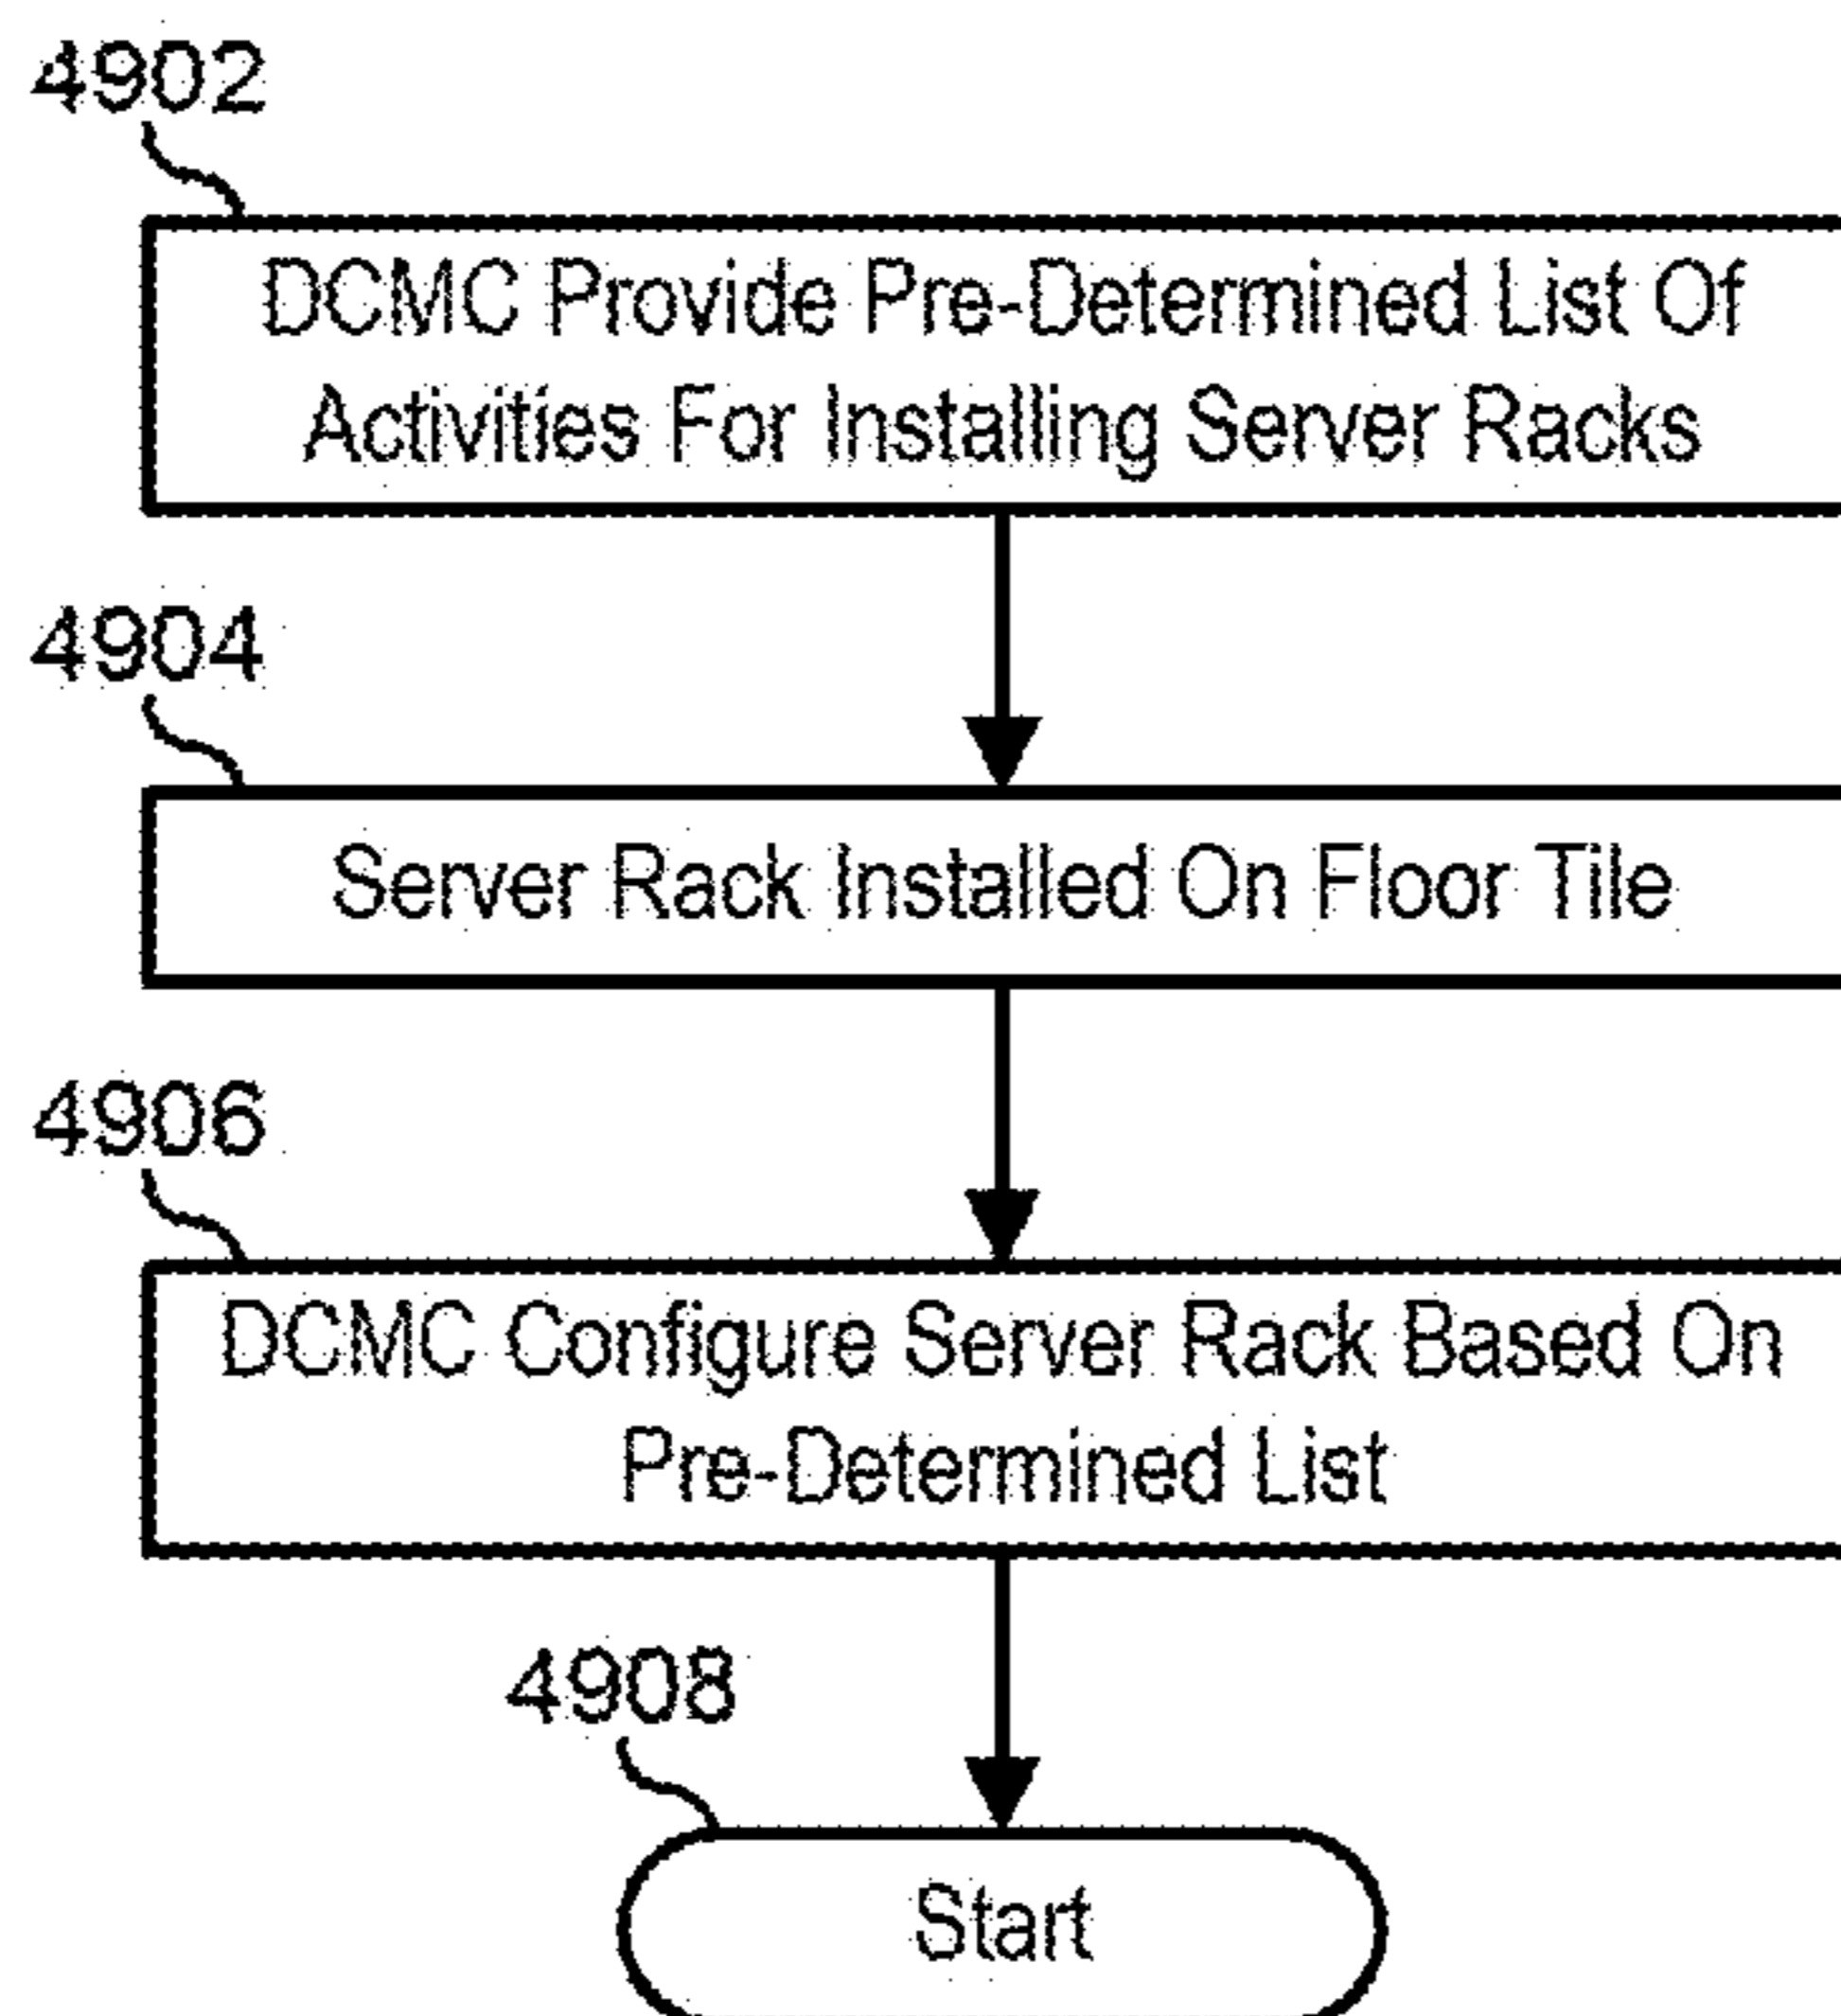 4902
DCMC Provide Pre-Determined List Of
Activities For Installing Server Racks
4904
Server Rack Installed On Floor Tile
4906
DCMC Configure Server Rack Based On
Pre-Determined List
4908
Start